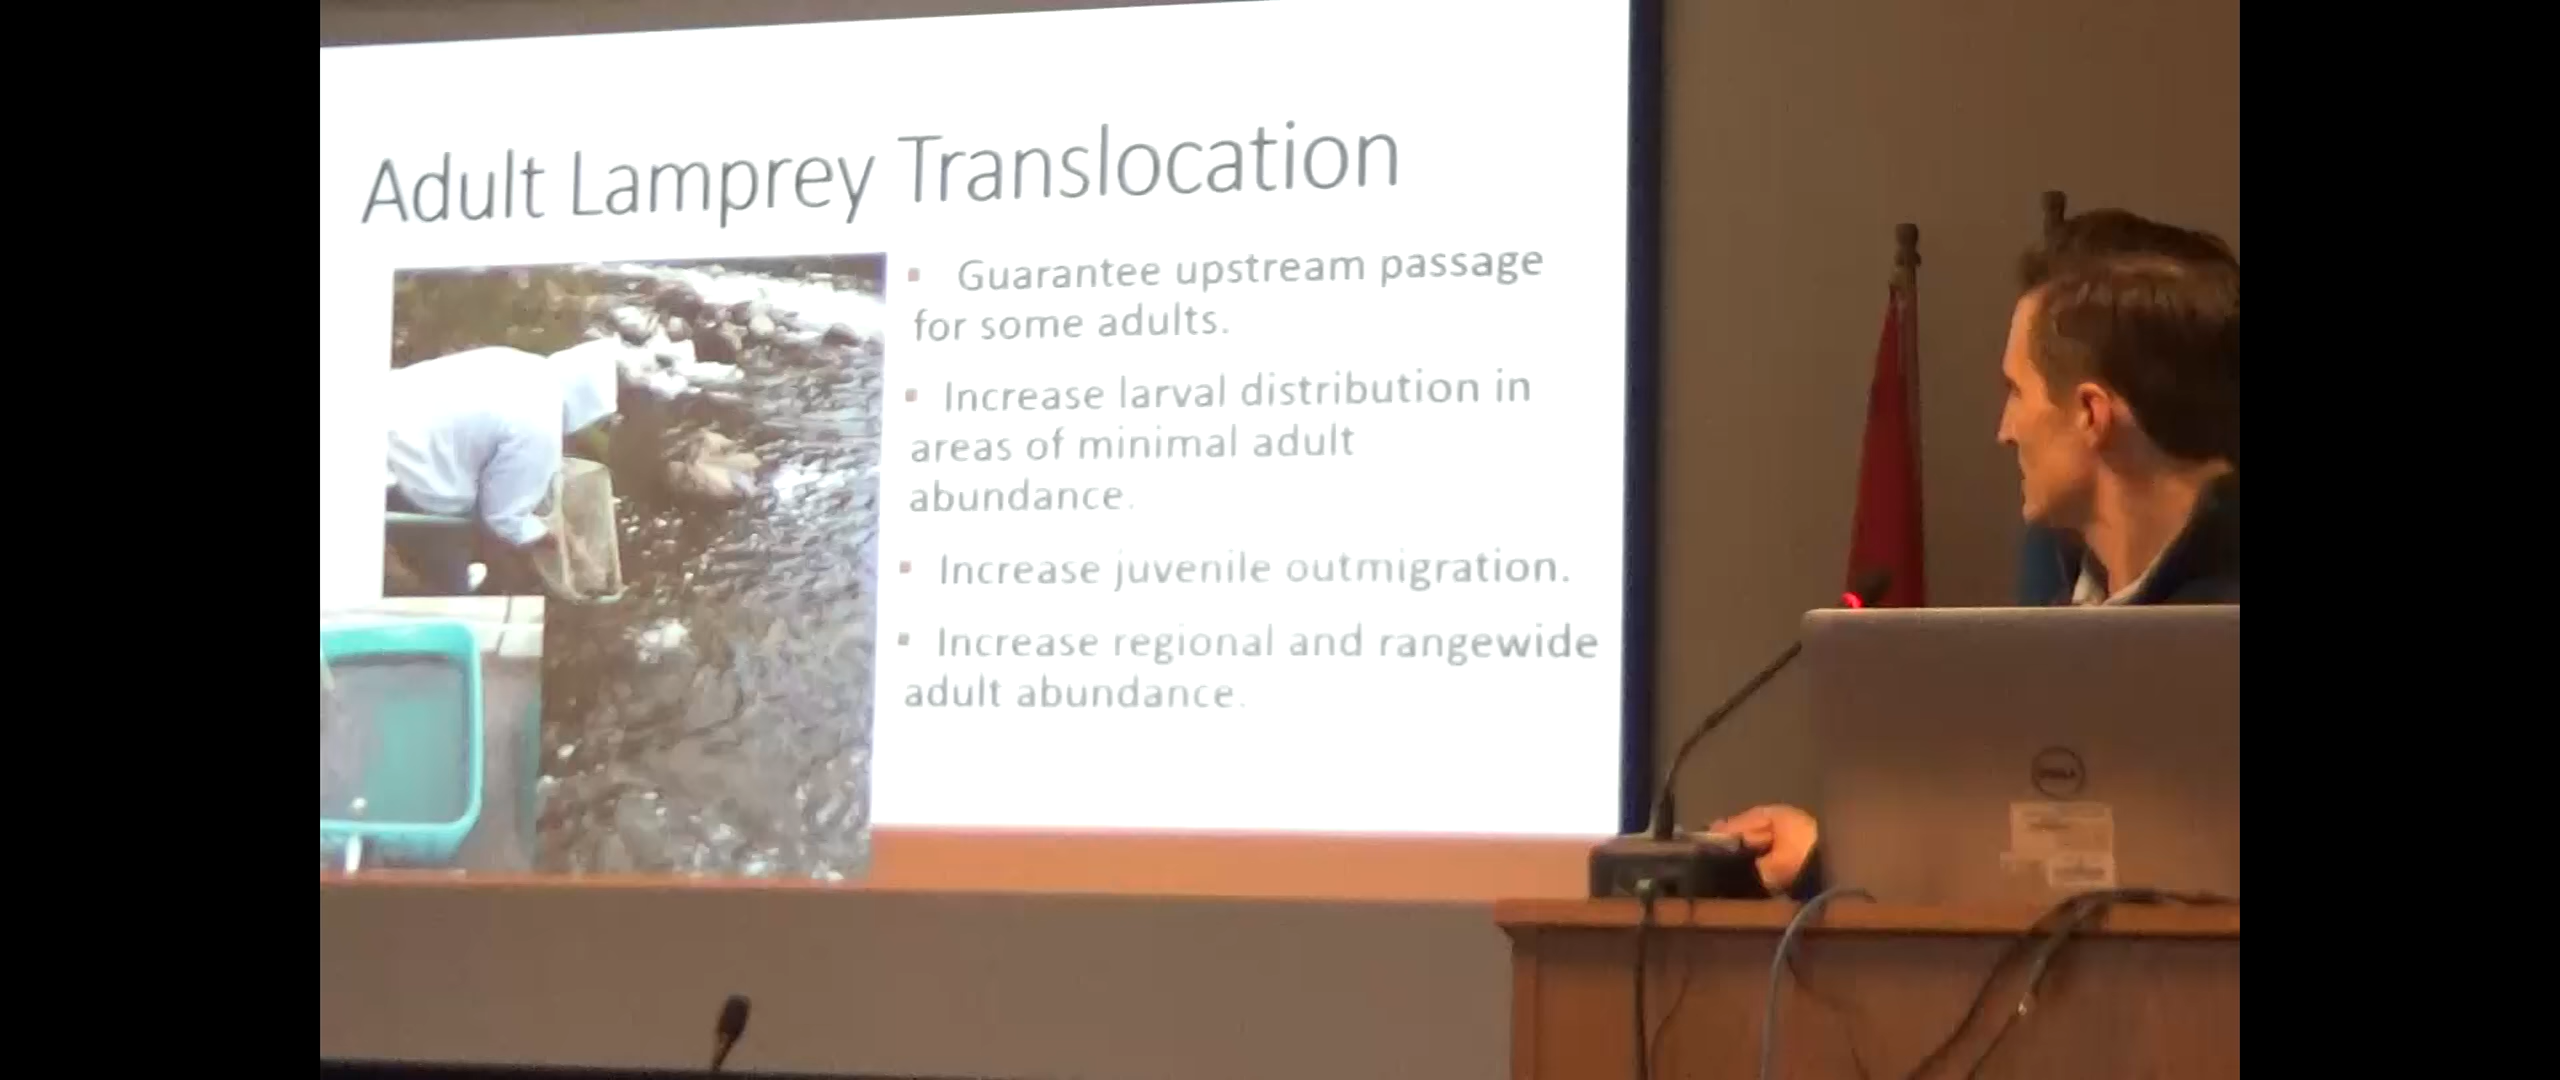 Adult Lamprey Translocation
▪ Guarantee upstream passage
for some adults.
▪ Increase larval distribution in
areas of minimal adult
abundance.
▪ Increase juvenile outmigration.
▪ Increase regional and rangewide
adult abundance.
DELL